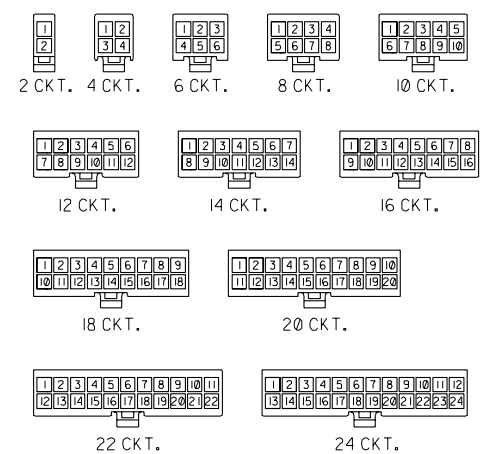 1
2
2 CKT.
1 2
3 4
4 CKT.
1 2 3
4 5 6
6 CKT.
1 2 3 4
5 6 7 8
8 CKT.
1 2 3 4 5
6 7 8 9 10
10 CKT.
1 2 3 4 5 6
7 8 9 10 11 12
12 CKT.
1 2 3 4 5 6 7
8 9 10 11 12 13 14
14 CKT.
1 2 3 4 5 6 7 8
9 10 11 12 13 14 15 16
16 CKT.
1 2 3 4 5 6 7 8 9
10 11 12 13 14 15 16 17 18
18 CKT.
1 2 3 4 5 6 7 8 9 10
11 12 13 14 15 16 17 18 19 20
20 CKT.
1 2 3 4 5 6 7 8 9 10 11
12 13 14 15 16 17 18 19 20 21 22
22 CKT.
1 2 3 4 5 6 7 8 9 10 11 12
13 14 15 16 17 18 19 20 21 22 23 24
24 CKT.